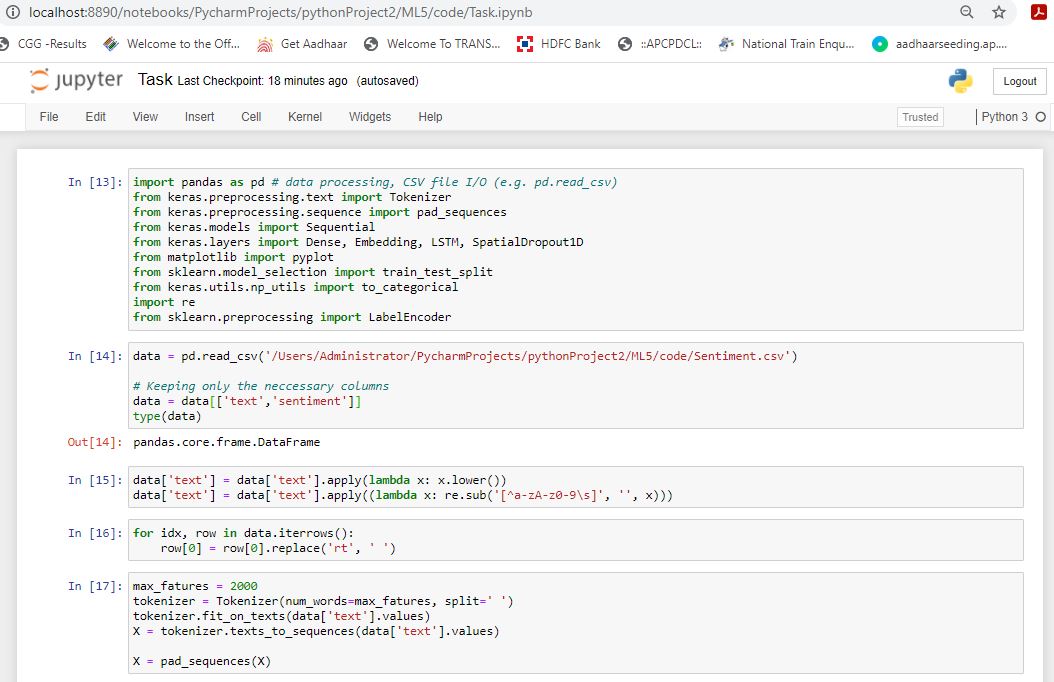 localhost:8890/notebooks/PycharmProjects/pythonProject2/ML5/code/Task.ipynb
CGG -Results Welcome to the Off... Get Aadhaar Welcome To TRANS... HDFC Bank ::APCPDCL:: National Train Enqu... aadhaarseeding.ap....
jupyter Task Last Checkpoint: 18 minutes ago (autosaved) Logout
File Edit View Insert Cell Kernel Widgets Help Trusted Python 3
In [13]: import pandas as pd # data processing, CSV file I/O (e.g. pd.read_csv)
from keras.preprocessing.text import Tokenizer
from keras.preprocessing.sequence import pad_sequences
from keras.models import Sequential
from keras.layers import Dense, Embedding, LSTM, SpatialDropout1D
from matplotlib import pyplot
from sklearn.model_selection import train_test_split
from keras.utils.np_utils import to_categorical
import re
from sklearn.preprocessing import LabelEncoder
In [14]: data = pd.read_csv('/Users/Administrator/PycharmProjects/pythonProject2/ML5/code/Sentiment.csv')
# Keeping only the neccessary columns
data = data[['text','sentiment']]
type(data)
Out[14]: pandas.core.frame.DataFrame
In [15]: data['text'] = data['text'].apply(lambda x: x.lower())
data['text'] = data['text'].apply((lambda x: re.sub('[^a-zA-z0-9\s]', '', x)))
In [16]: for idx, row in data.iterrows():
    row[0] = row[0].replace('rt', ' ')
In [17]: max_fatures = 2000
tokenizer = Tokenizer(num_words=max_fatures, split=' ')
tokenizer.fit_on_texts(data['text'].values)
X = tokenizer.texts_to_sequences(data['text'].values)
X = pad_sequences(X)